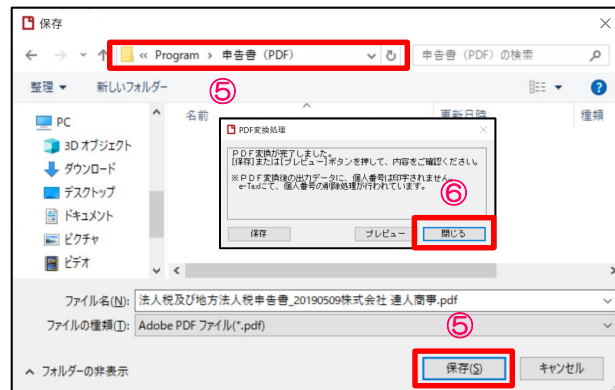 保存
« Program › 申告書（PDF）
申告書（PDF）の検索
整理 新しいフォルダー
⑤
名前 更新日時 種類
PC
3D オブジェクト
ダウンロード
デスクトップ
ドキュメント
ピクチャ
ビデオ
PDF変換処理
ＰＤＦ変換が完了しました。
[保存]または[プレビュー]ボタンを押して、内容をご確認ください。
※ＰＤＦ変換後の出力データに、個人番号は印字されません。
e-Taxにて、個人番号の削除処理が行われています。
⑥
保存 プレビュー 閉じる
ファイル名(N): 法人税及び地方法人税申告書_20190509株式会社 達人商事.pdf
ファイルの種類(T): Adobe PDF ファイル(*.pdf)
⑤
フォルダーの非表示 保存(S) キャンセル